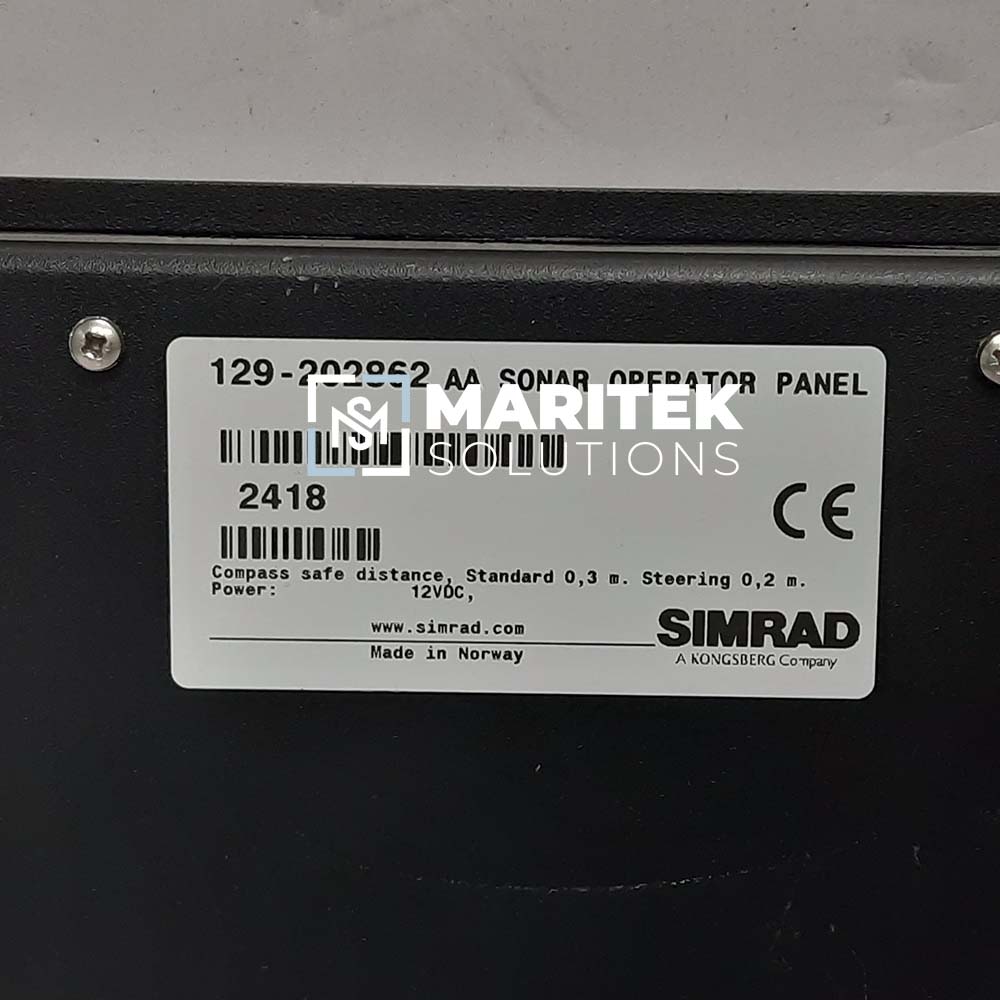 129-202862 AA SONAR OPERATOR PANEL
MS MARITEK
SOLUTIONS
2418
CE
Compass safe distance, Standard 0,3 m. Steering 0,2 m.
Power: 12VDC,
www.simrad.com
SIMRAD
Made in Norway
A KONGSBERG Company